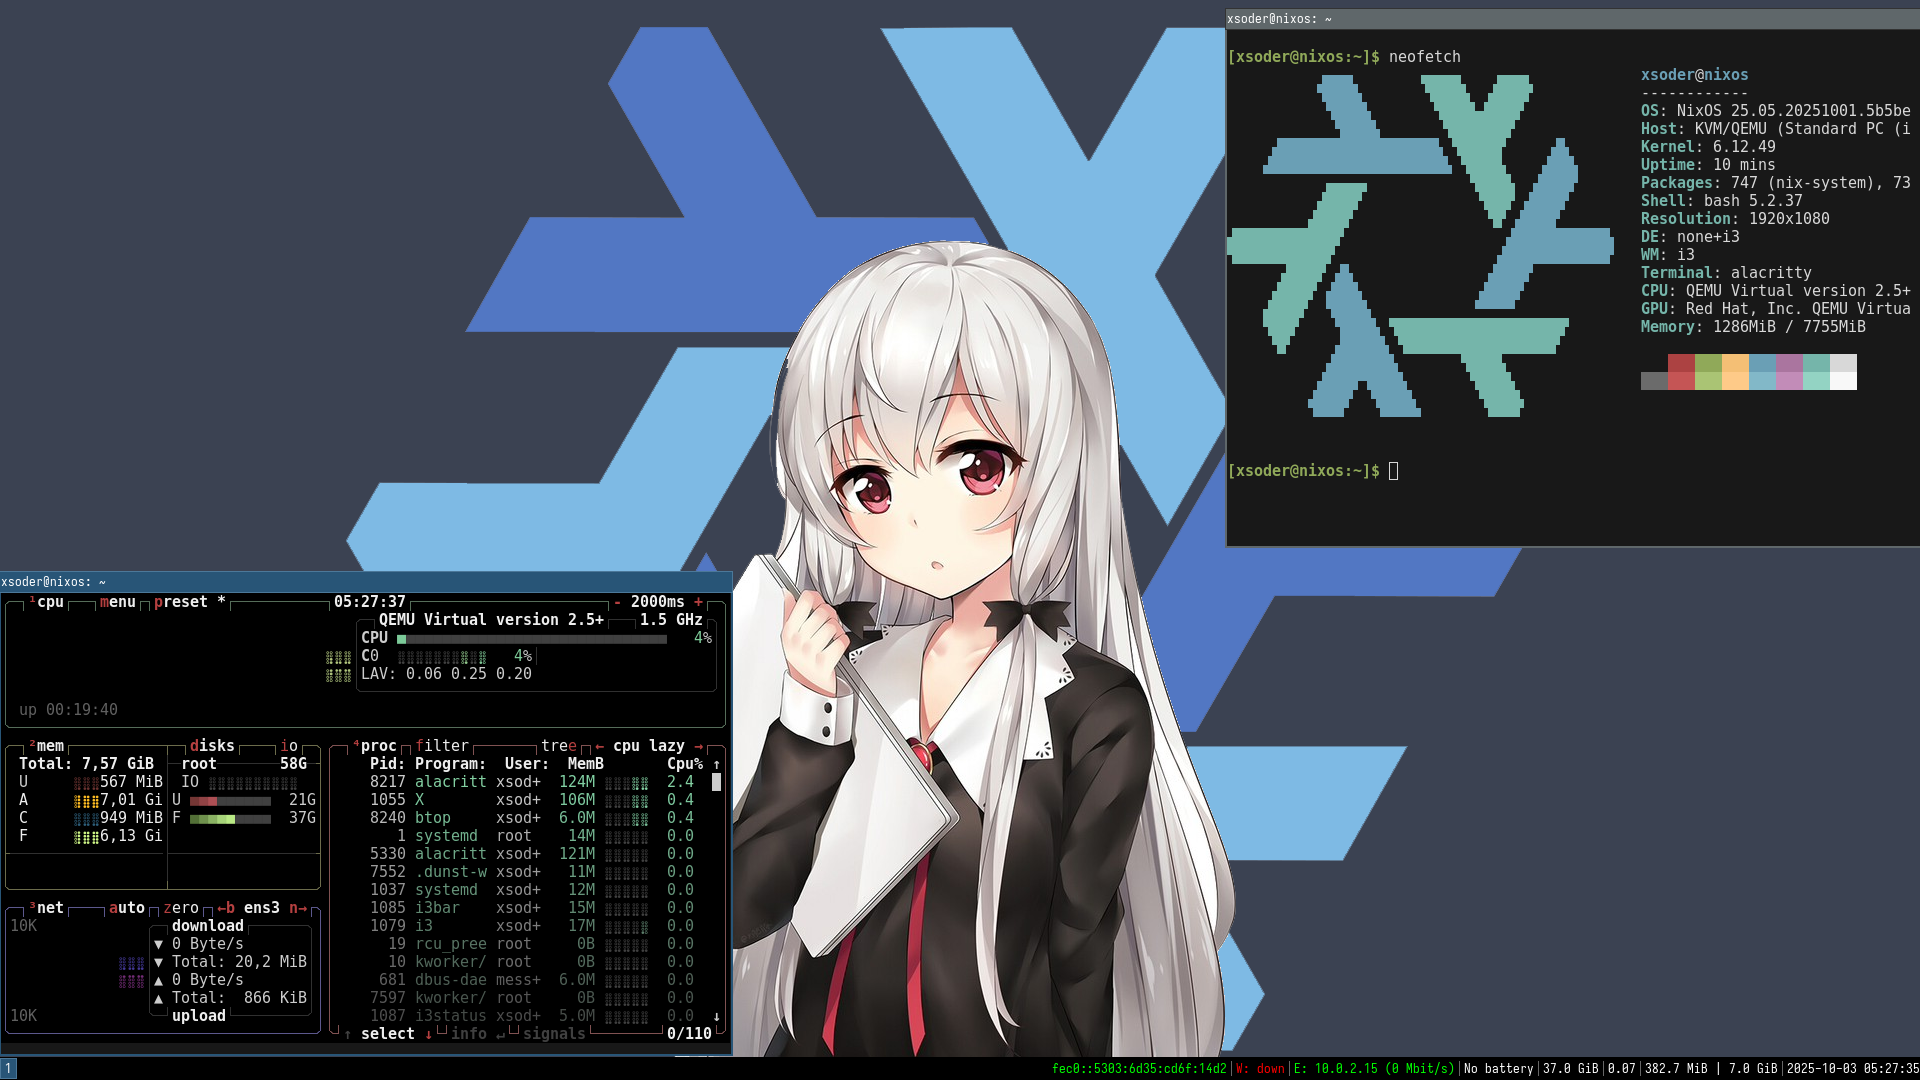 xsoder@nixos: ~
[xsoder@nixos:~]$ neofetch
xsoder@nixos
------------
OS: NixOS 25.05.20251001.5b5be
Host: KVM/QEMU (Standard PC (i
Kernel: 6.12.49
Uptime: 10 mins
Packages: 747 (nix-system), 73
Shell: bash 5.2.37
Resolution: 1920x1080
DE: none+i3
WM: i3
Terminal: alacritty
CPU: QEMU Virtual version 2.5+
GPU: Red Hat, Inc. QEMU Virtua
Memory: 1286MiB / 7755MiB
[xsoder@nixos:~]$
xsoder@nixos: ~
¹cpu menu preset * 05:27:37 - 2000ms +
QEMU Virtual version 2.5+ 1.5 GHz
CPU 4%
C0 4%
LAV: 0.06 0.25 0.20
up 00:19:40
²mem disks io
Total: 7,57 GiB root 58G
U 567 MiB IO
A 7,01 Gi U 21G
C 949 MiB F 37G
F 6,13 Gi
³net auto zero ←b ens3 n→
10K download
▼ 0 Byte/s
▼ Total: 20,2 MiB
▲ 0 Byte/s
▲ Total: 866 KiB
10K upload
⁴proc filter tree ← cpu lazy →
Pid: Program: User: MemB Cpu% ↑
8217 alacritt xsod+ 124M 2.4
1055 X xsod+ 106M 0.4
8240 btop xsod+ 6.0M 0.4
1 systemd root 14M 0.0
5330 alacritt xsod+ 121M 0.0
7552 .dunst-w xsod+ 11M 0.0
1037 systemd xsod+ 12M 0.0
1085 i3bar xsod+ 15M 0.0
1079 i3 xsod+ 17M 0.0
19 rcu_pree root 0B 0.0
10 kworker/ root 0B 0.0
681 dbus-dae mess+ 6.0M 0.0
7597 kworker/ root 0B 0.0
1087 i3status xsod+ 5.0M 0.0 ↓
↑ select ↓ info ↵ signals 0/110
1
fec0::5303:6d35:cd6f:14d2|W: down|E: 10.0.2.15 (0 Mbit/s)|No battery|37.0 GiB|0.07|382.7 MiB | 7.0 GiB|2025-10-03 05:27:35